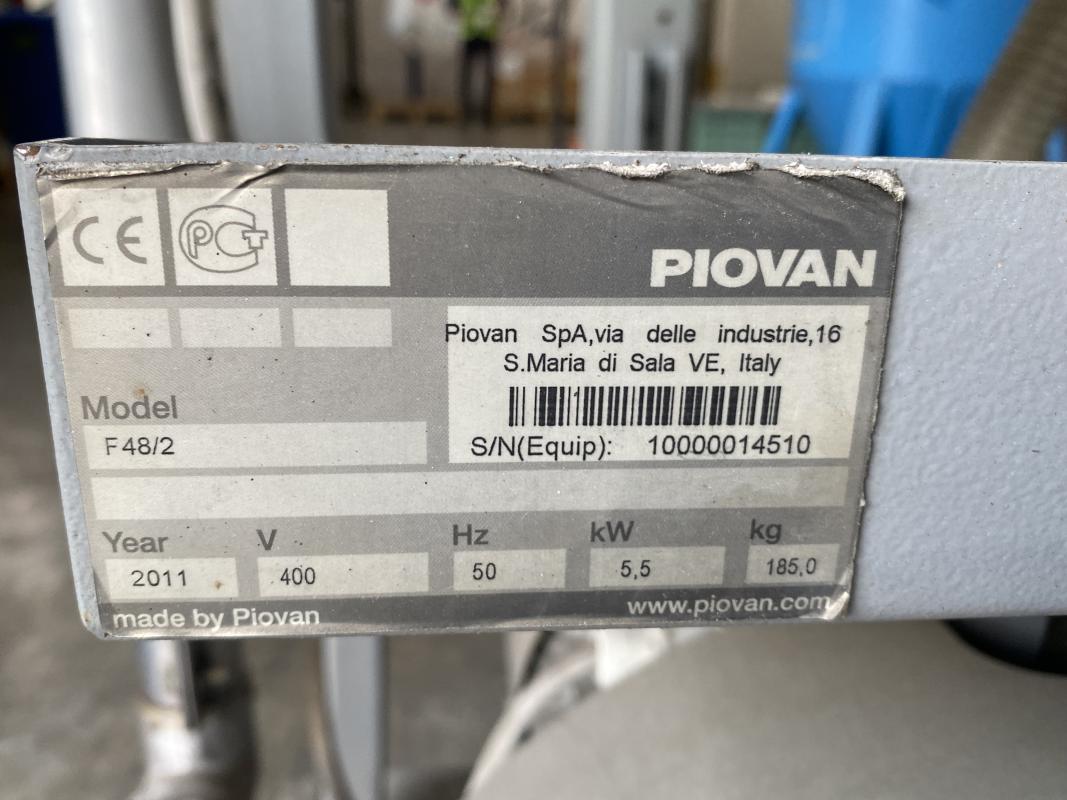 CE PCT
PIOVAN
Piovan SpA,via delle industrie,16
S.Maria di Sala VE, Italy
S/N(Equip): 10000014510
Model
F48/2
Year V Hz kW kg
2011 400 50 5,5 185,0
made by Piovan www.piovan.com